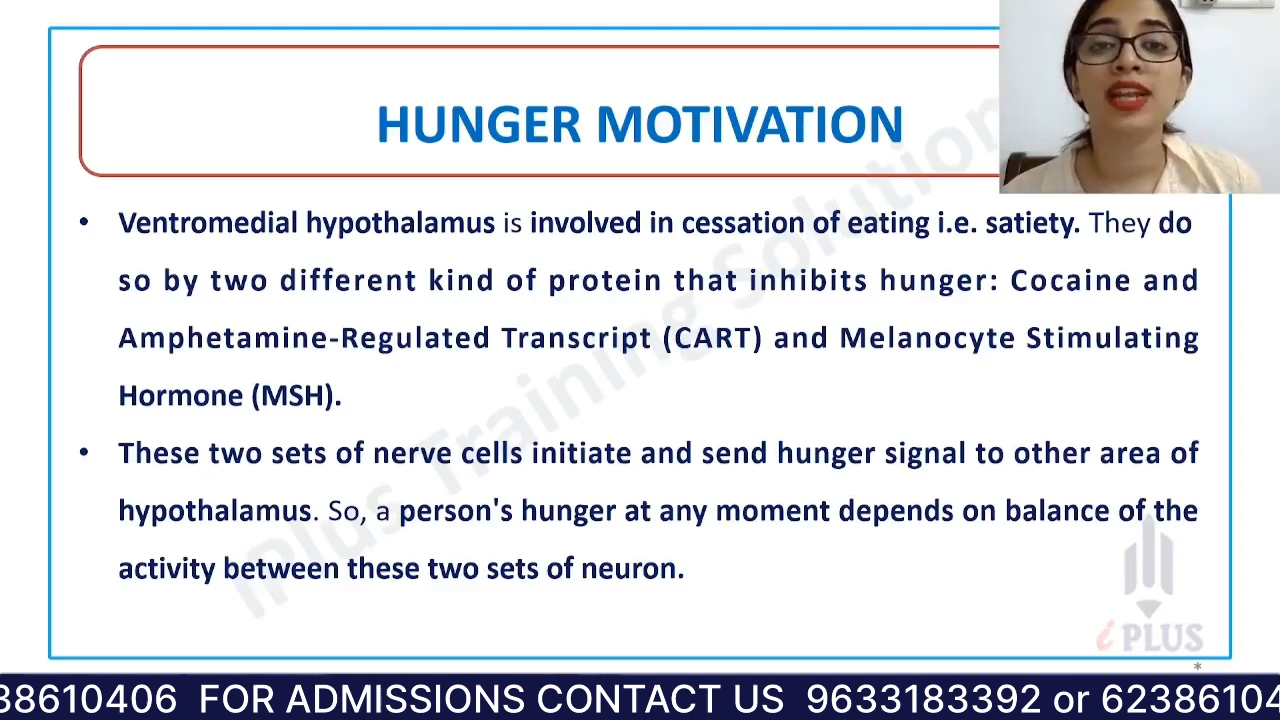 HUNGER MOTIVATION
• Ventromedial hypothalamus is involved in cessation of eating i.e. satiety. They do
so by two different kind of protein that inhibits hunger: Cocaine and
Amphetamine-Regulated Transcript (CART) and Melanocyte Stimulating
Hormone (MSH).
• These two sets of nerve cells initiate and send hunger signal to other area of
hypothalamus. So, a person's hunger at any moment depends on balance of the
activity between these two sets of neuron.
IPlus Training Solution
i PLUS
*
38610406 FOR ADMISSIONS CONTACT US 9633183392 or 62386104